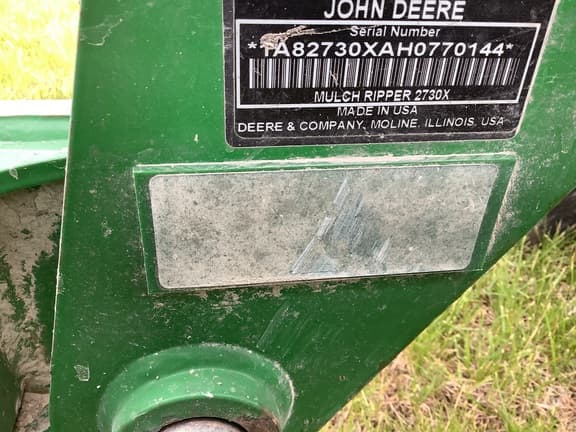 JOHN DEERE
Serial Number
*1A82730XAH0770144*
MULCH RIPPER 2730X
MADE IN USA
DEERE & COMPANY, MOLINE, ILLINOIS, USA